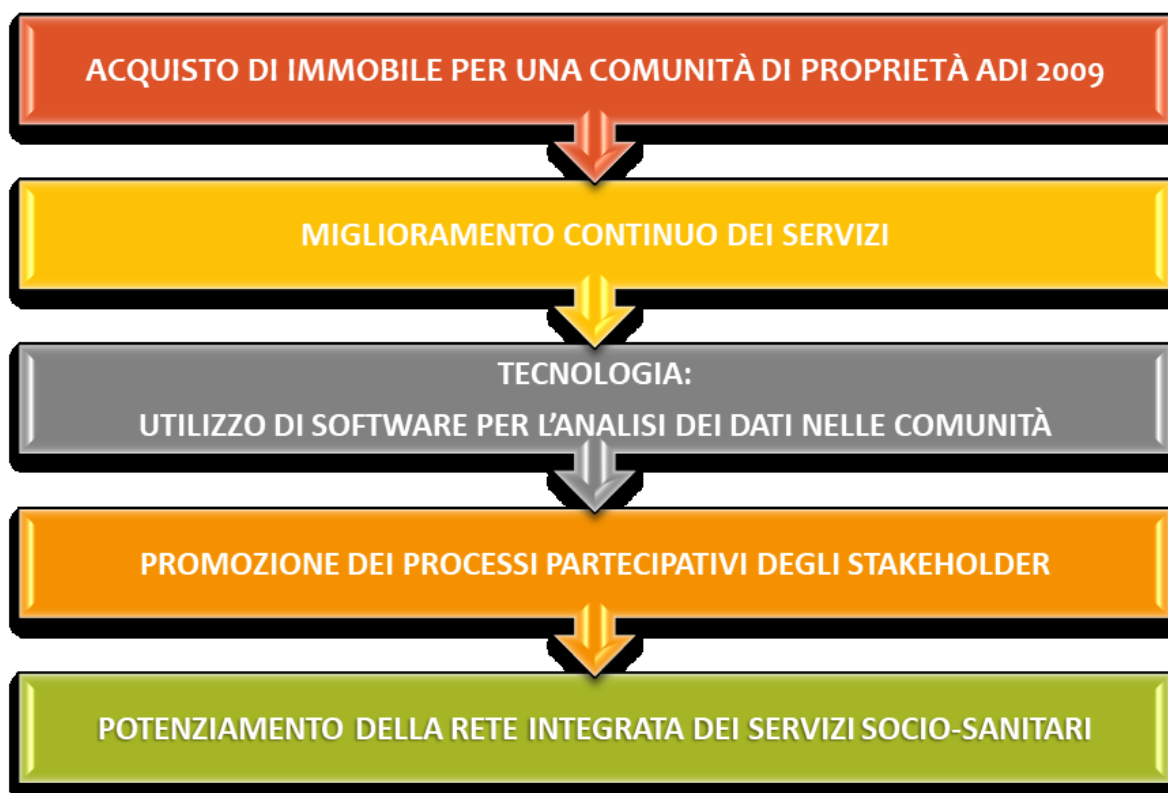 ACQUISTO DI IMMOBILE PER UNA COMUNITÀ DI PROPRIETÀ ADI 2009
MIGLIORAMENTO CONTINUO DEI SERVIZI
TECNOLOGIA:
UTILIZZO DI SOFTWARE PER L'ANALISI DEI DATI NELLE COMUNITÀ
PROMOZIONE DEI PROCESSI PARTECIPATIVI DEGLI STAKEHOLDER
POTENZIAMENTO DELLA RETE INTEGRATA DEI SERVIZI SOCIO-SANITARI